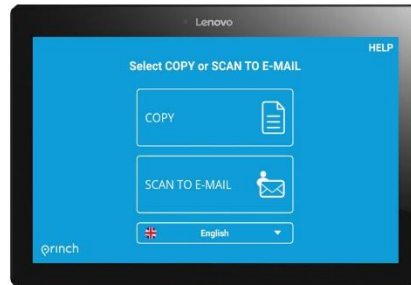 Lenovo
HELP
Select COPY or SCAN TO E-MAIL
COPY
SCAN TO E-MAIL
English
princh